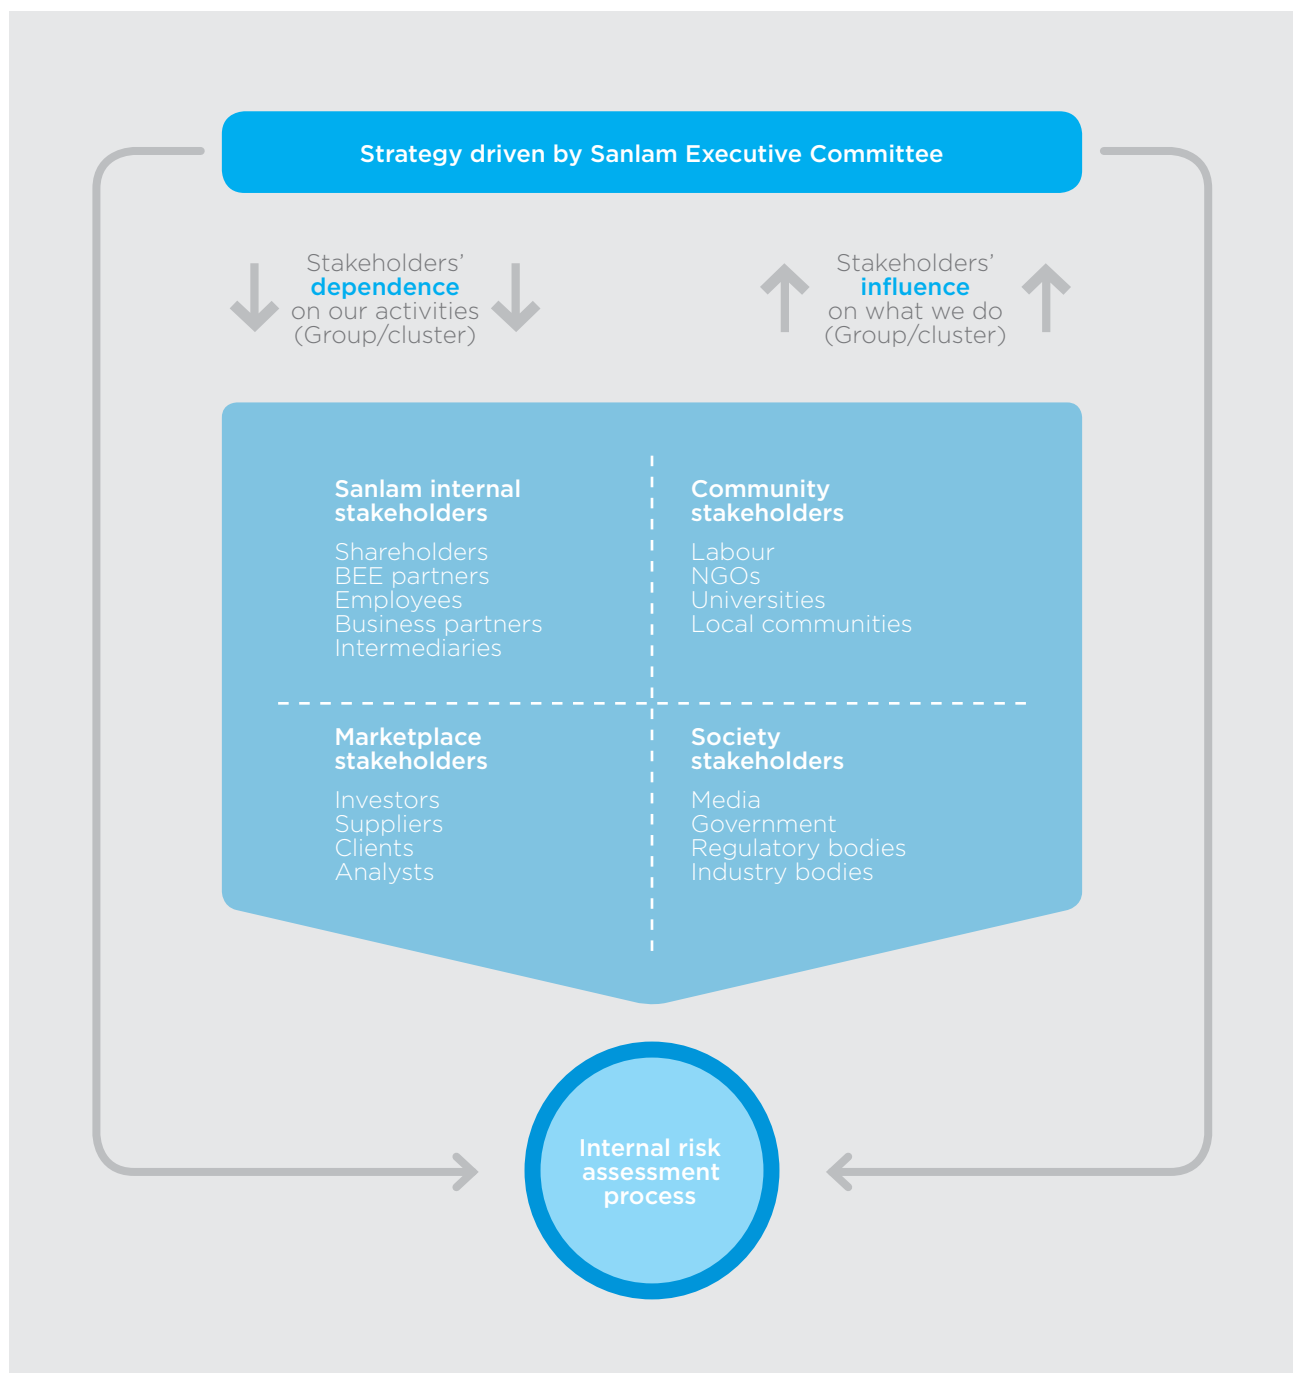 Strategy driven by Sanlam Executive Committee
Stakeholders’
dependence
on our activities
(Group/cluster)
Stakeholders’
influence
on what we do
(Group/cluster)
Sanlam internal
stakeholders
Shareholders
BEE partners
Employees
Business partners
Intermediaries
Community
stakeholders
Labour
NGOs
Universities
Local communities
Marketplace
stakeholders
Investors
Suppliers
Clients
Analysts
Society
stakeholders
Media
Government
Regulatory bodies
Industry bodies
Internal risk
assessment
process